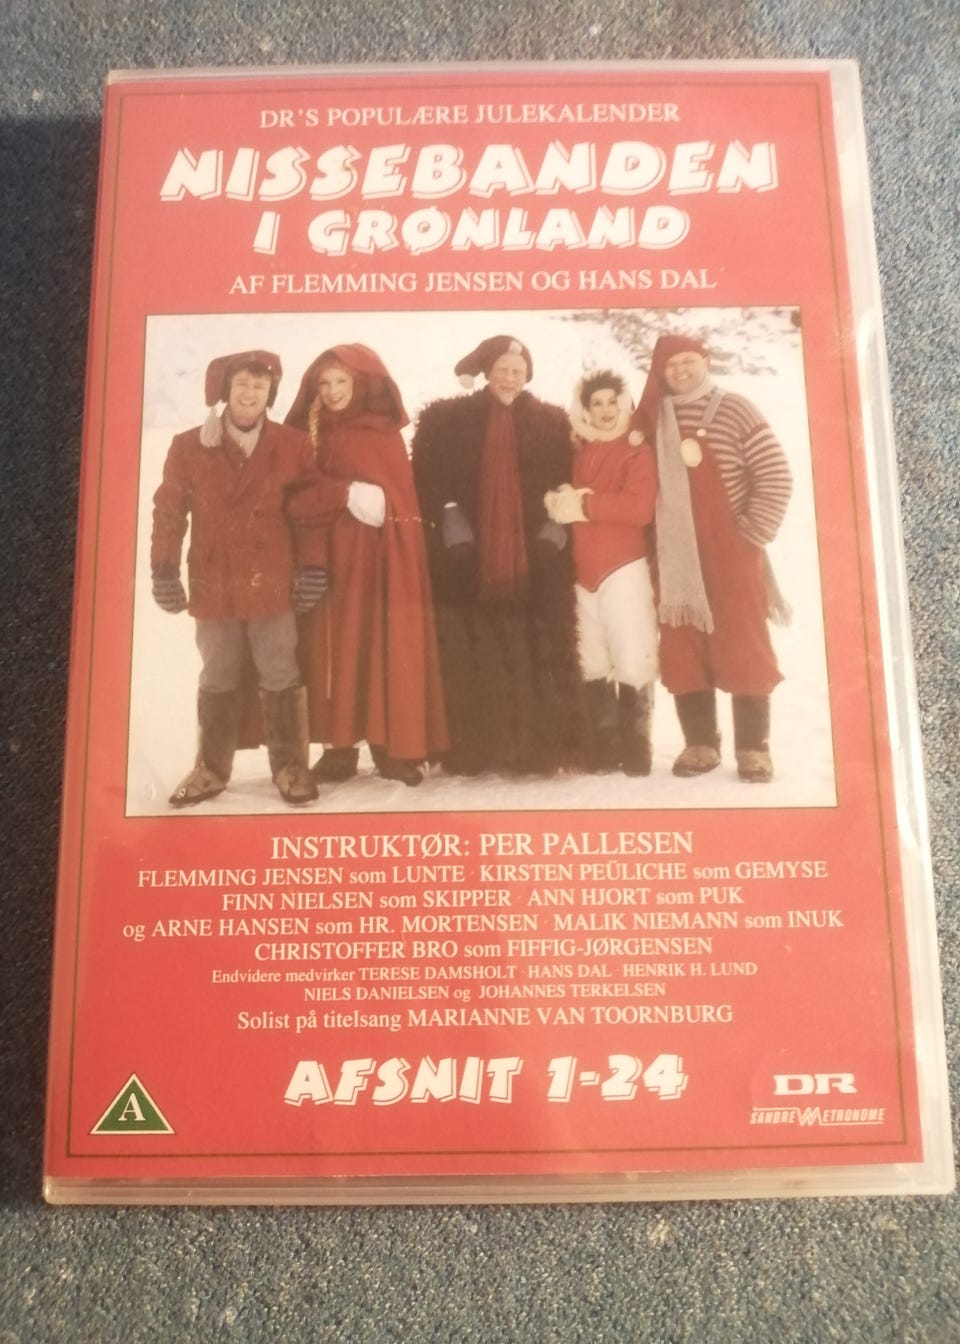 DR'S POPULÆRE JULEKALENDER
NISSEBANDEN
I GRØNLAND
AF FLEMMING JENSEN OG HANS DAL
INSTRUKTØR: PER PALLESEN
FLEMMING JENSEN som LUNTE · KIRSTEN PEÜLICHE som GEMYSE
FINN NIELSEN som SKIPPER · ANN HJORT som PUK
og ARNE HANSEN som HR. MORTENSEN · MALIK NIEMANN som INUK
CHRISTOFFER BRO som FIFFIG-JØRGENSEN
Endvidere medvirker TERESE DAMSHOLT · HANS DAL · HENRIK H. LUND
NIELS DANIELSEN og JOHANNES TERKELSEN
Solist på titelsang MARIANNE VAN TOORNBURG
AFSNIT 1-24
A
DR
SANDREW METRONOME